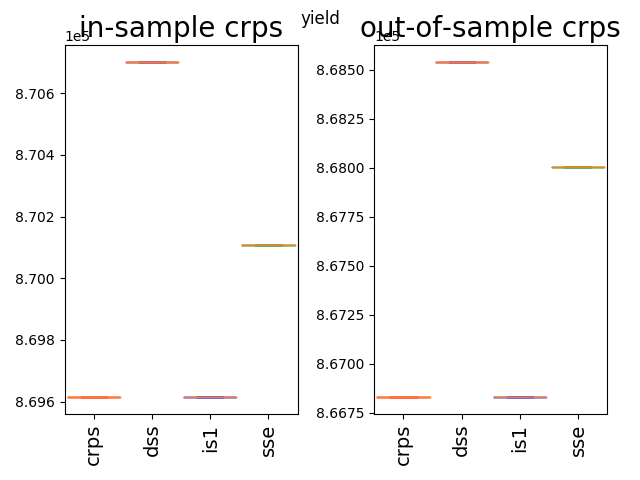 yield
in-sample crps
1e5
8.706
8.704
8.702
8.700
8.698
8.696
crps
dss
is1
sse
out-of-sample crps
1e5
8.6850
8.6825
8.6800
8.6775
8.6750
8.6725
8.6700
8.6675
crps
dss
is1
sse